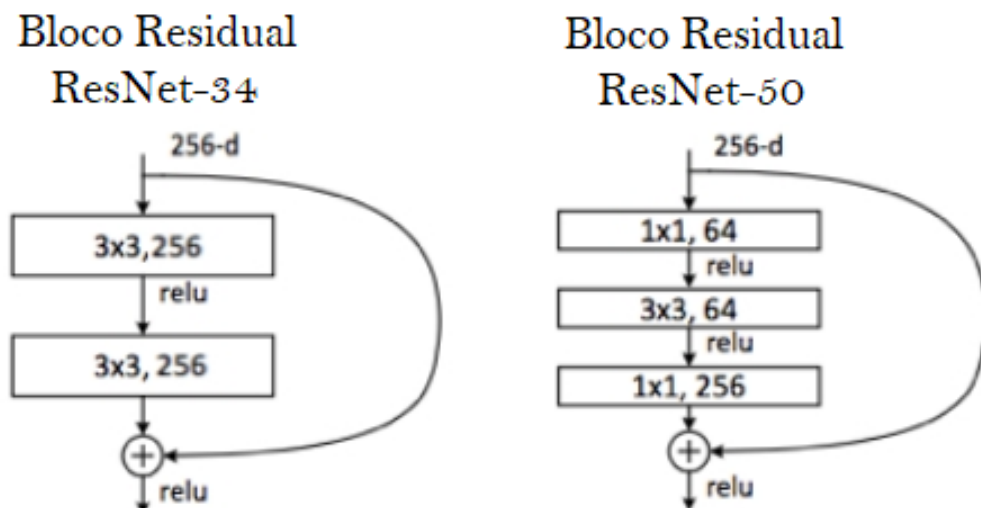 Bloco Residual
ResNet-34
256-d
3x3,256
relu
3x3, 256
+
relu
Bloco Residual
ResNet-50
256-d
1x1, 64
relu
3x3, 64
relu
1x1, 256
+
relu